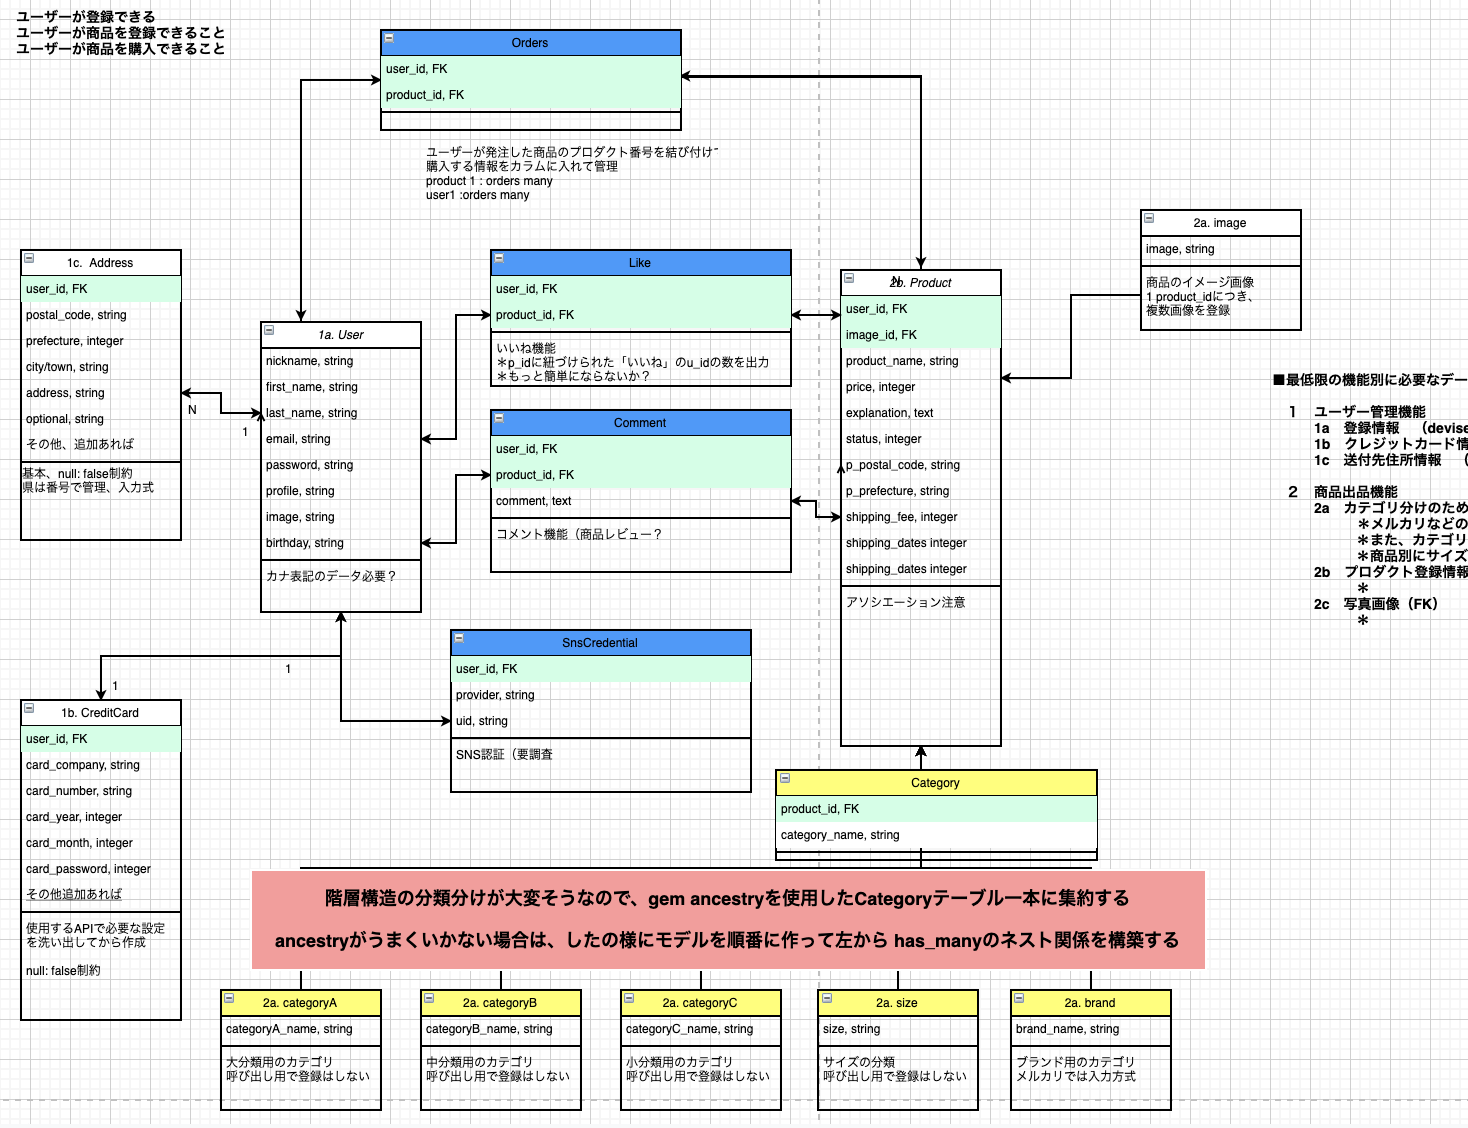 ユーザーが登録できる
ユーザーが商品を登録できること
ユーザーが商品を購入できること
Orders
user_id, FK
product_id, FK
ユーザーが発注した商品のプロダクト番号を結び付け
購入する情報をカラムに入れて管理
product 1 : orders many
user1 :orders many
1c.  Address
user_id, FK
postal_code, string
prefecture, integer
city/town, string
address, string
optional, string
その他、追加あれば
基本、null: false制約
県は番号で管理、入力式
N
1
1a. User
nickname, string
first_name, string
last_name, string
email, string
password, string
profile, string
image, string
birthday, string
カナ表記のデータ必要？
Like
user_id, FK
product_id, FK
いいね機能
＊p_idに紐づけられた「いいね」のu_idの数を出力
＊もっと簡単にならないか？
Comment
user_id, FK
product_id, FK
comment, text
コメント機能（商品レビュー？
N
2b. Product
user_id, FK
image_id, FK
product_name, string
price, integer
explanation, text
status, integer
p_postal_code, string
p_prefecture, string
shipping_fee, integer
shipping_dates integer
shipping_dates integer
アソシエーション注意
2a. image
image, string
商品のイメージ画像
1 product_idにつき、
複数画像を登録
■最低限の機能別に必要なデー
1 ユーザー管理機能
1a 登録情報 （devise
1b クレジットカード情
1c 送付先住所情報 （
2 商品出品機能
2a カテゴリ分けのため
＊メルカリなどの
＊また、カテゴリ
＊商品別にサイズ
2b プロダクト登録情報
＊
2c 写真画像（FK）
＊
1
1
1b. CreditCard
user_id, FK
card_company, string
card_number, string
card_year, integer
card_month, integer
card_password, integer
その他追加あれば
使用するAPIで必要な設定
を洗い出してから作成
null: false制約
SnsCredential
user_id, FK
provider, string
uid, string
SNS認証（要調査
Category
product_id, FK
category_name, string
階層構造の分類分けが大変そうなので、gem ancestryを使用したCategoryテーブル一本に集約する
ancestryがうまくいかない場合は、したの様にモデルを順番に作って左から has_manyのネスト関係を構築する
2a. categoryA
categoryA_name, string
大分類用のカテゴリ
呼び出し用で登録はしない
2a. categoryB
categoryB_name, string
中分類用のカテゴリ
呼び出し用で登録はしない
2a. categoryC
categoryC_name, string
小分類用のカテゴリ
呼び出し用で登録はしない
2a. size
size, string
サイズの分類
呼び出し用で登録はしない
2a. brand
brand_name, string
ブランド用のカテゴリ
メルカリでは入力方式